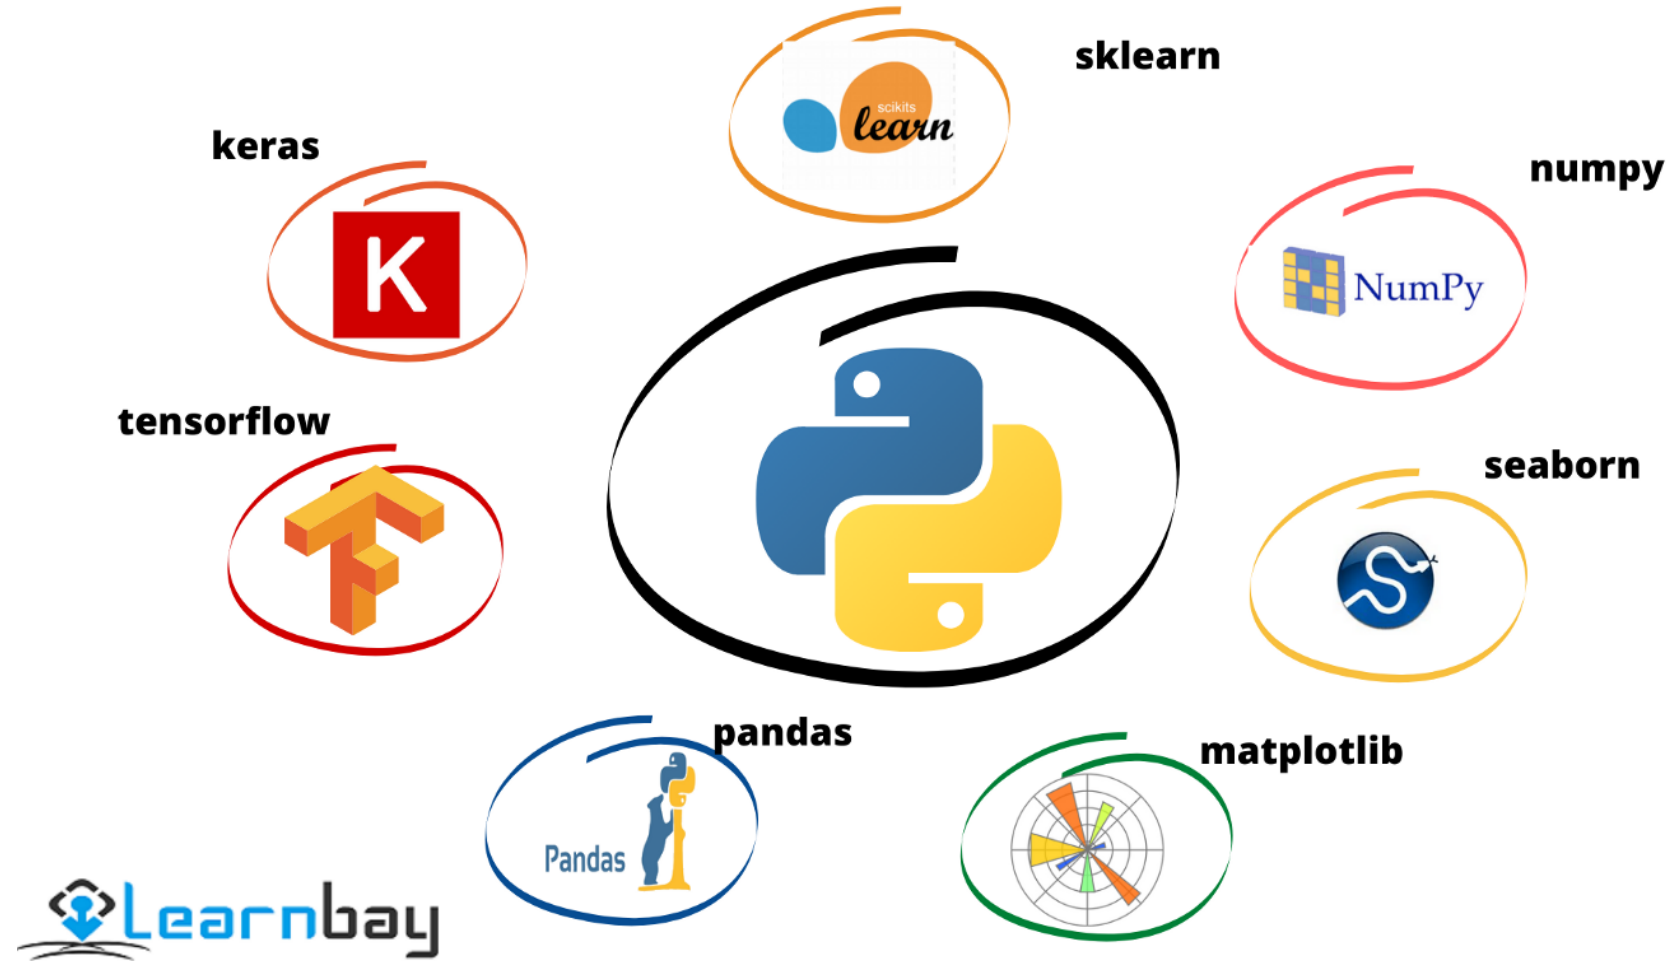 sklearn
scikits
learn
keras
K
numpy
NumPy
tensorflow
seaborn
pandas
Pandas
matplotlib
Learnbay